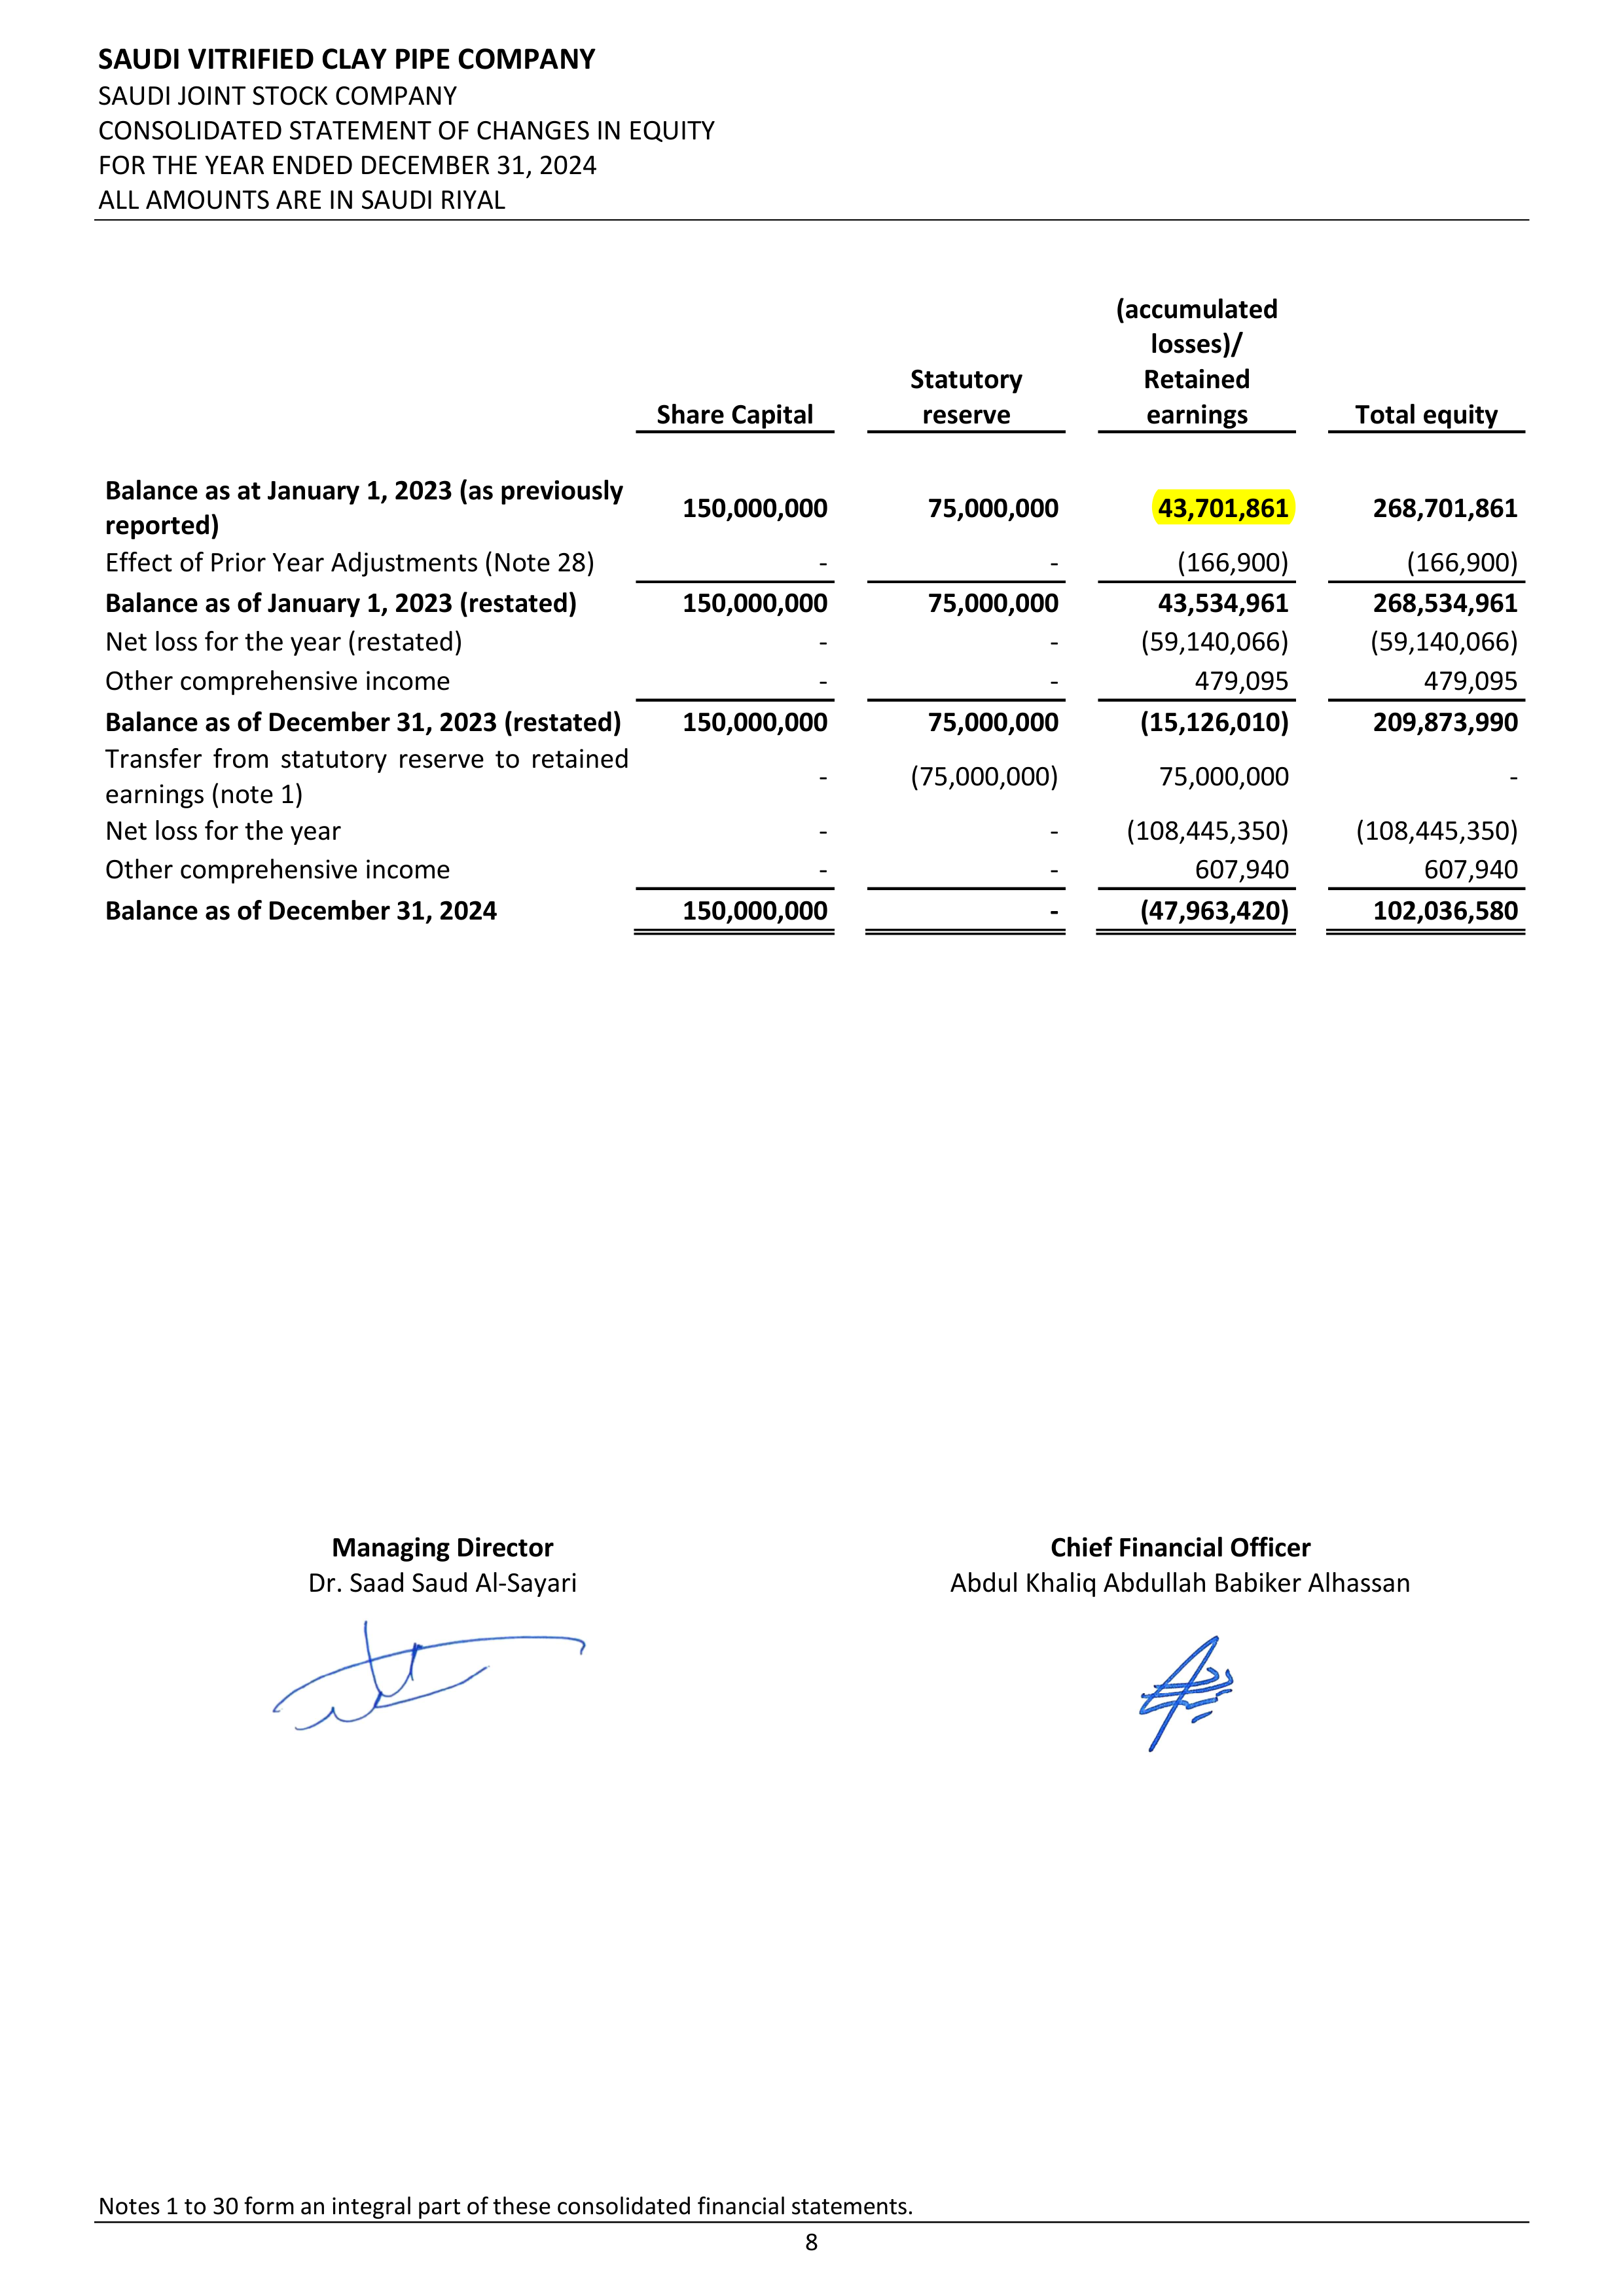 SAUDI VITRIFIED CLAY PIPE COMPANY
SAUDI JOINT STOCK COMPANY
CONSOLIDATED STATEMENT OF CHANGES IN EQUITY
FOR THE YEAR ENDED DECEMBER 31, 2024
ALL AMOUNTS ARE IN SAUDI RIYAL
Share Capital Statutory reserve (accumulated losses)/ Retained earnings Total equity
Balance as at January 1, 2023 (as previously reported) 150,000,000 75,000,000 43,701,861 268,701,861
Effect of Prior Year Adjustments (Note 28) - - (166,900) (166,900)
Balance as of January 1, 2023 (restated) 150,000,000 75,000,000 43,534,961 268,534,961
Net loss for the year (restated) - - (59,140,066) (59,140,066)
Other comprehensive income - - 479,095 479,095
Balance as of December 31, 2023 (restated) 150,000,000 75,000,000 (15,126,010) 209,873,990
Transfer from statutory reserve to retained earnings (note 1) - (75,000,000) 75,000,000 -
Net loss for the year - - (108,445,350) (108,445,350)
Other comprehensive income - - 607,940 607,940
Balance as of December 31, 2024 150,000,000 - (47,963,420) 102,036,580
Managing Director Chief Financial Officer
Dr. Saad Saud Al-Sayari Abdul Khaliq Abdullah Babiker Alhassan
Notes 1 to 30 form an integral part of these consolidated financial statements.
8